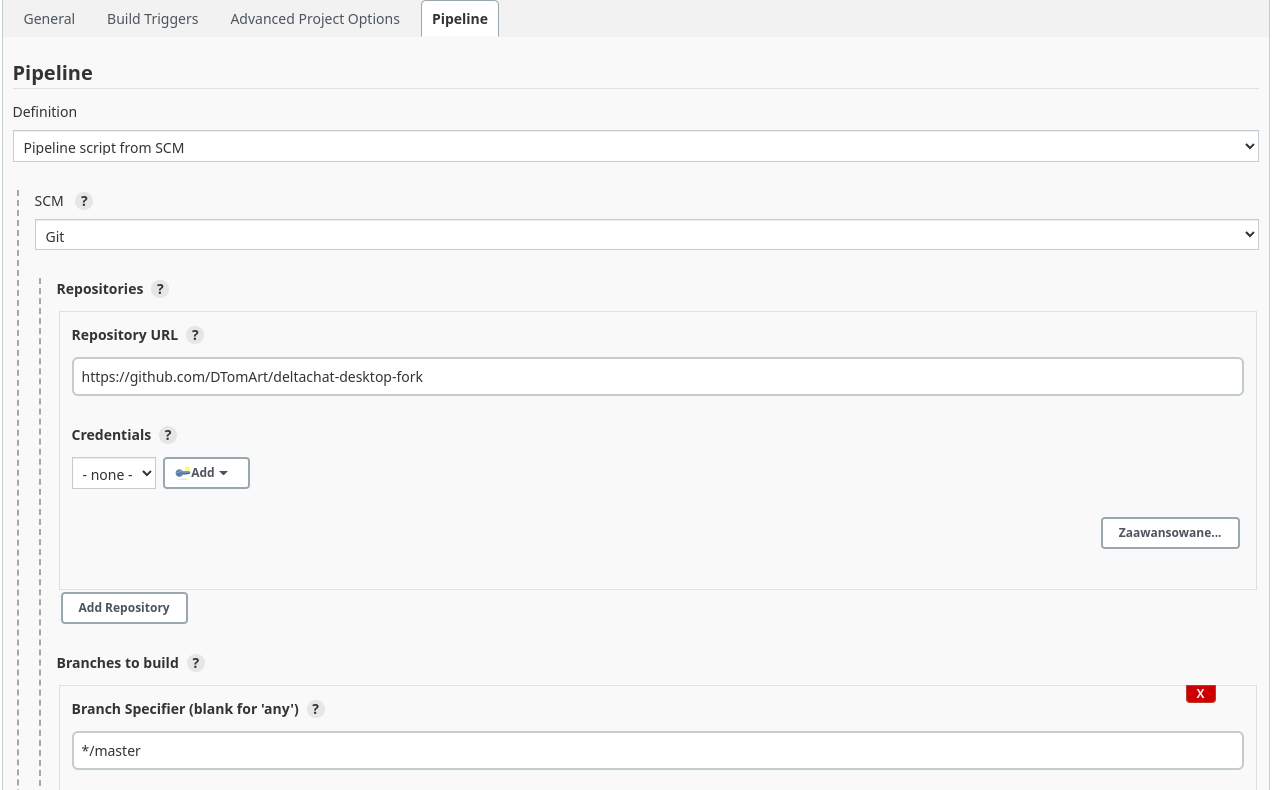 General Build Triggers Advanced Project Options Pipeline
Pipeline
Definition
Pipeline script from SCM
SCM ?
Git
Repositories ?
Repository URL ?
https://github.com/DTomArt/deltachat-desktop-fork
Credentials ?
- none - Add
Zaawansowane...
Add Repository
Branches to build ?
X
Branch Specifier (blank for 'any') ?
*/master